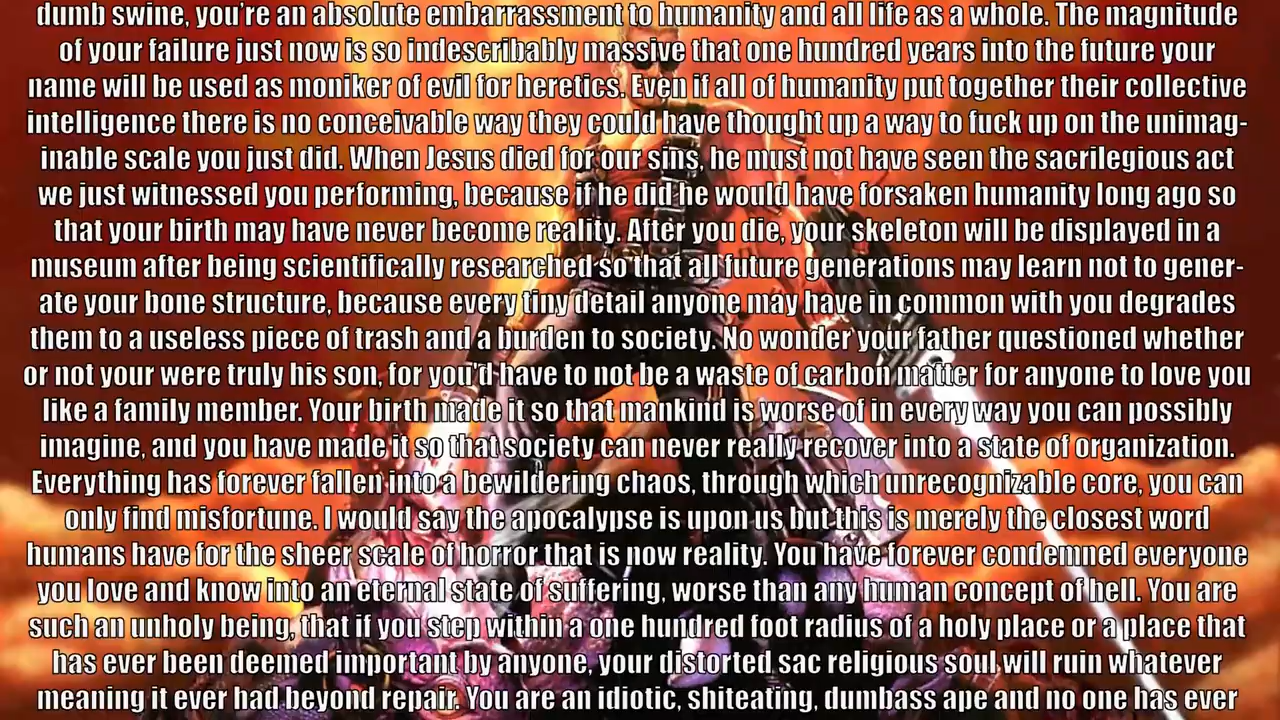 dumb swine, you’re an absolute embarrassment to humanity and all life as a whole. The magnitude
of your failure just now is so indescribably massive that one hundred years into the future your
name will be used as moniker of evil for heretics. Even if all of humanity put together their collective
intelligence there is no conceivable way they could have thought up a way to fuck up on the unimag-
inable scale you just did. When Jesus died for our sins, he must not have seen the sacrilegious act
we just witnessed you performing, because if he did he would have forsaken humanity long ago so
that your birth may have never become reality. After you die, your skeleton will be displayed in a
museum after being scientifically researched so that all future generations may learn not to gener-
ate your bone structure, because every tiny detail anyone may have in common with you degrades
them to a useless piece of trash and a burden to society. No wonder your father questioned whether
or not your were truly his son, for you'd have to not be a waste of carbon matter for anyone to love you
like a family member. Your birth made it so that mankind is worse of in every way you can possibly
imagine, and you have made it so that society can never really recover into a state of organization.
Everything has forever fallen into a bewildering chaos, through which unrecognizable core, you can
only find misfortune. I would say the apocalypse is upon us but this is merely the closest word
humans have for the sheer scale of horror that is now reality. You have forever condemned everyone
you love and know into an eternal state of suffering, worse than any human concept of hell. You are
such an unholy being, that if you step within a one hundred foot radius of a holy place or a place that
has ever been deemed important by anyone, your distorted sac religious soul will ruin whatever
meaning it ever had beyond repair. You are an idiotic, shiteating, dumbass ape and no one has ever